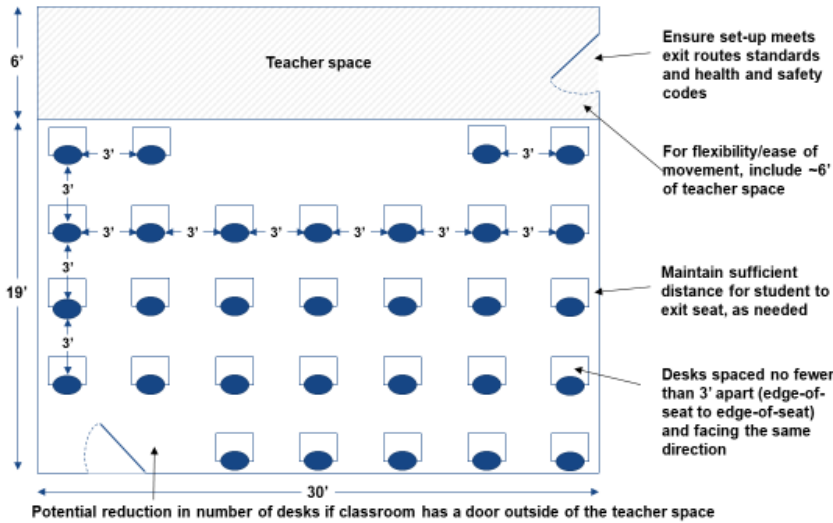 6'
Teacher space
Ensure set-up meets
exit routes standards
and health and safety
codes
For flexibility/ease of
movement, include ~6'
of teacher space
3'
3'
3'
3'
3'
3'
3'
3'
3'
3'
3'
19'
Maintain sufficient
distance for student to
exit seat, as needed
3'
Desks spaced no fewer
than 3' apart (edge-of-
seat to edge-of-seat)
and facing the same
direction
30'
Potential reduction in number of desks if classroom has a door outside of the teacher space